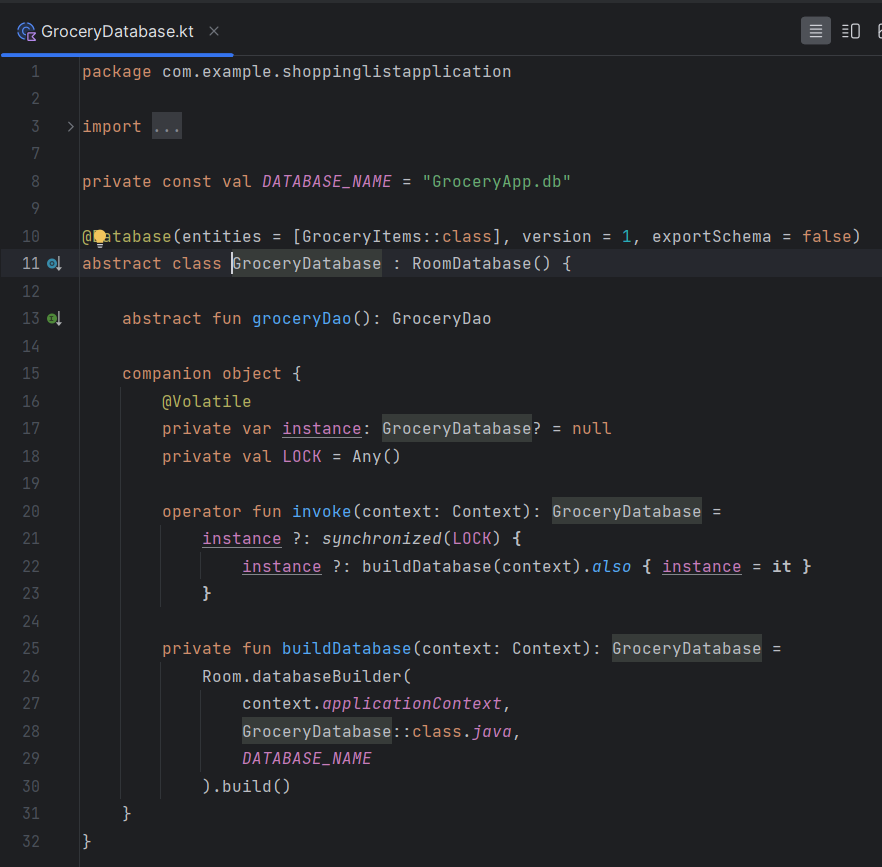 GroceryDatabase.kt
1 package com.example.shoppinglistapplication
2
3 import ...
7
8 private const val DATABASE_NAME = "GroceryApp.db"
9
10 @Database(entities = [GroceryItems::class], version = 1, exportSchema = false)
11 abstract class GroceryDatabase : RoomDatabase() {
12
13 abstract fun groceryDao(): GroceryDao
14
15 companion object {
16 @Volatile
17 private var instance: GroceryDatabase? = null
18 private val LOCK = Any()
19
20 operator fun invoke(context: Context): GroceryDatabase =
21 instance ?: synchronized(LOCK) {
22 instance ?: buildDatabase(context).also { instance = it }
23 }
24
25 private fun buildDatabase(context: Context): GroceryDatabase =
26 Room.databaseBuilder(
27 context.applicationContext,
28 GroceryDatabase::class.java,
29 DATABASE_NAME
30 ).build()
31 }
32 }